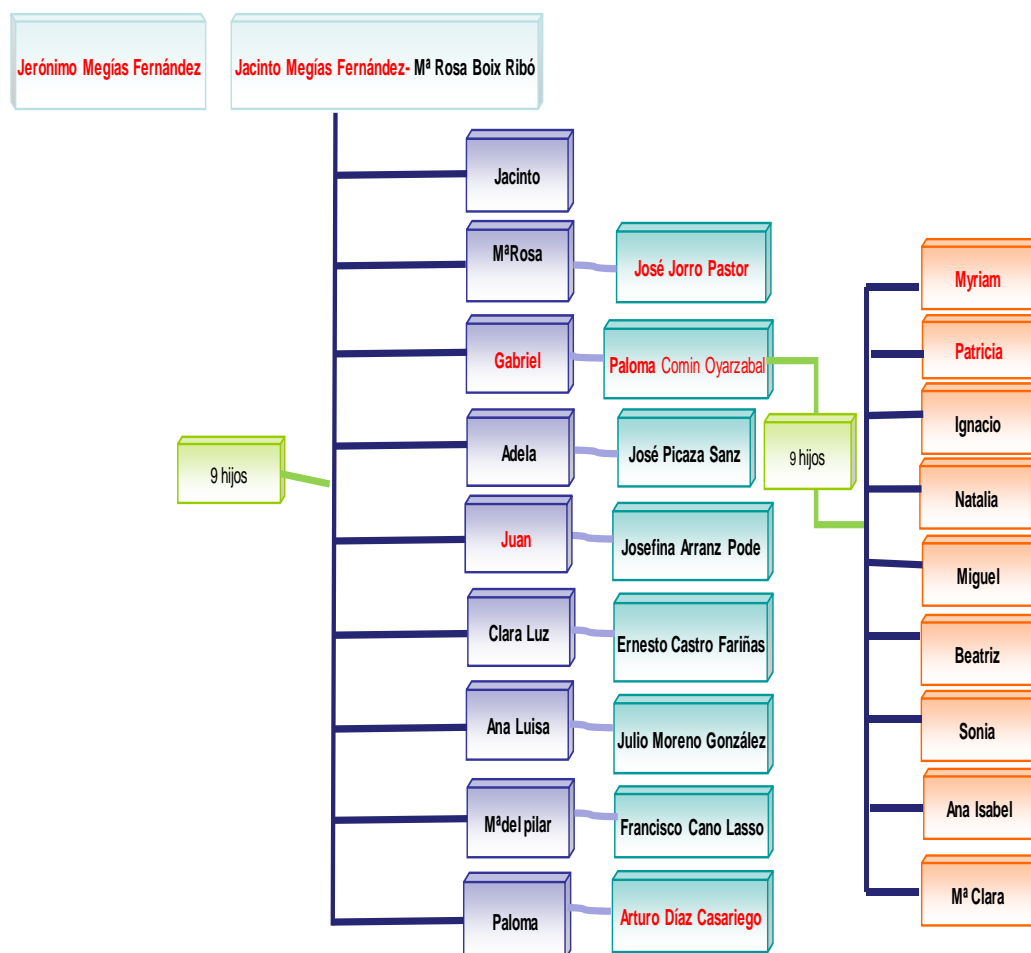 Jerónimo Megías Fernández
Jacinto Megías Fernández- Mª Rosa Boix Ribó
9 hijos
Jacinto
MªRosa
José Jorro Pastor
Gabriel
Paloma Comin Oyarzabal
Adela
José Picaza Sanz
Juan
Josefina Arranz Pode
Clara Luz
Ernesto Castro Fariñas
Ana Luisa
Julio Moreno González
Mªdel pilar
Francisco Cano Lasso
Paloma
Arturo Díaz Casariego
9 hijos
Myriam
Patricia
Ignacio
Natalia
Miguel
Beatriz
Sonia
Ana Isabel
Mª Clara